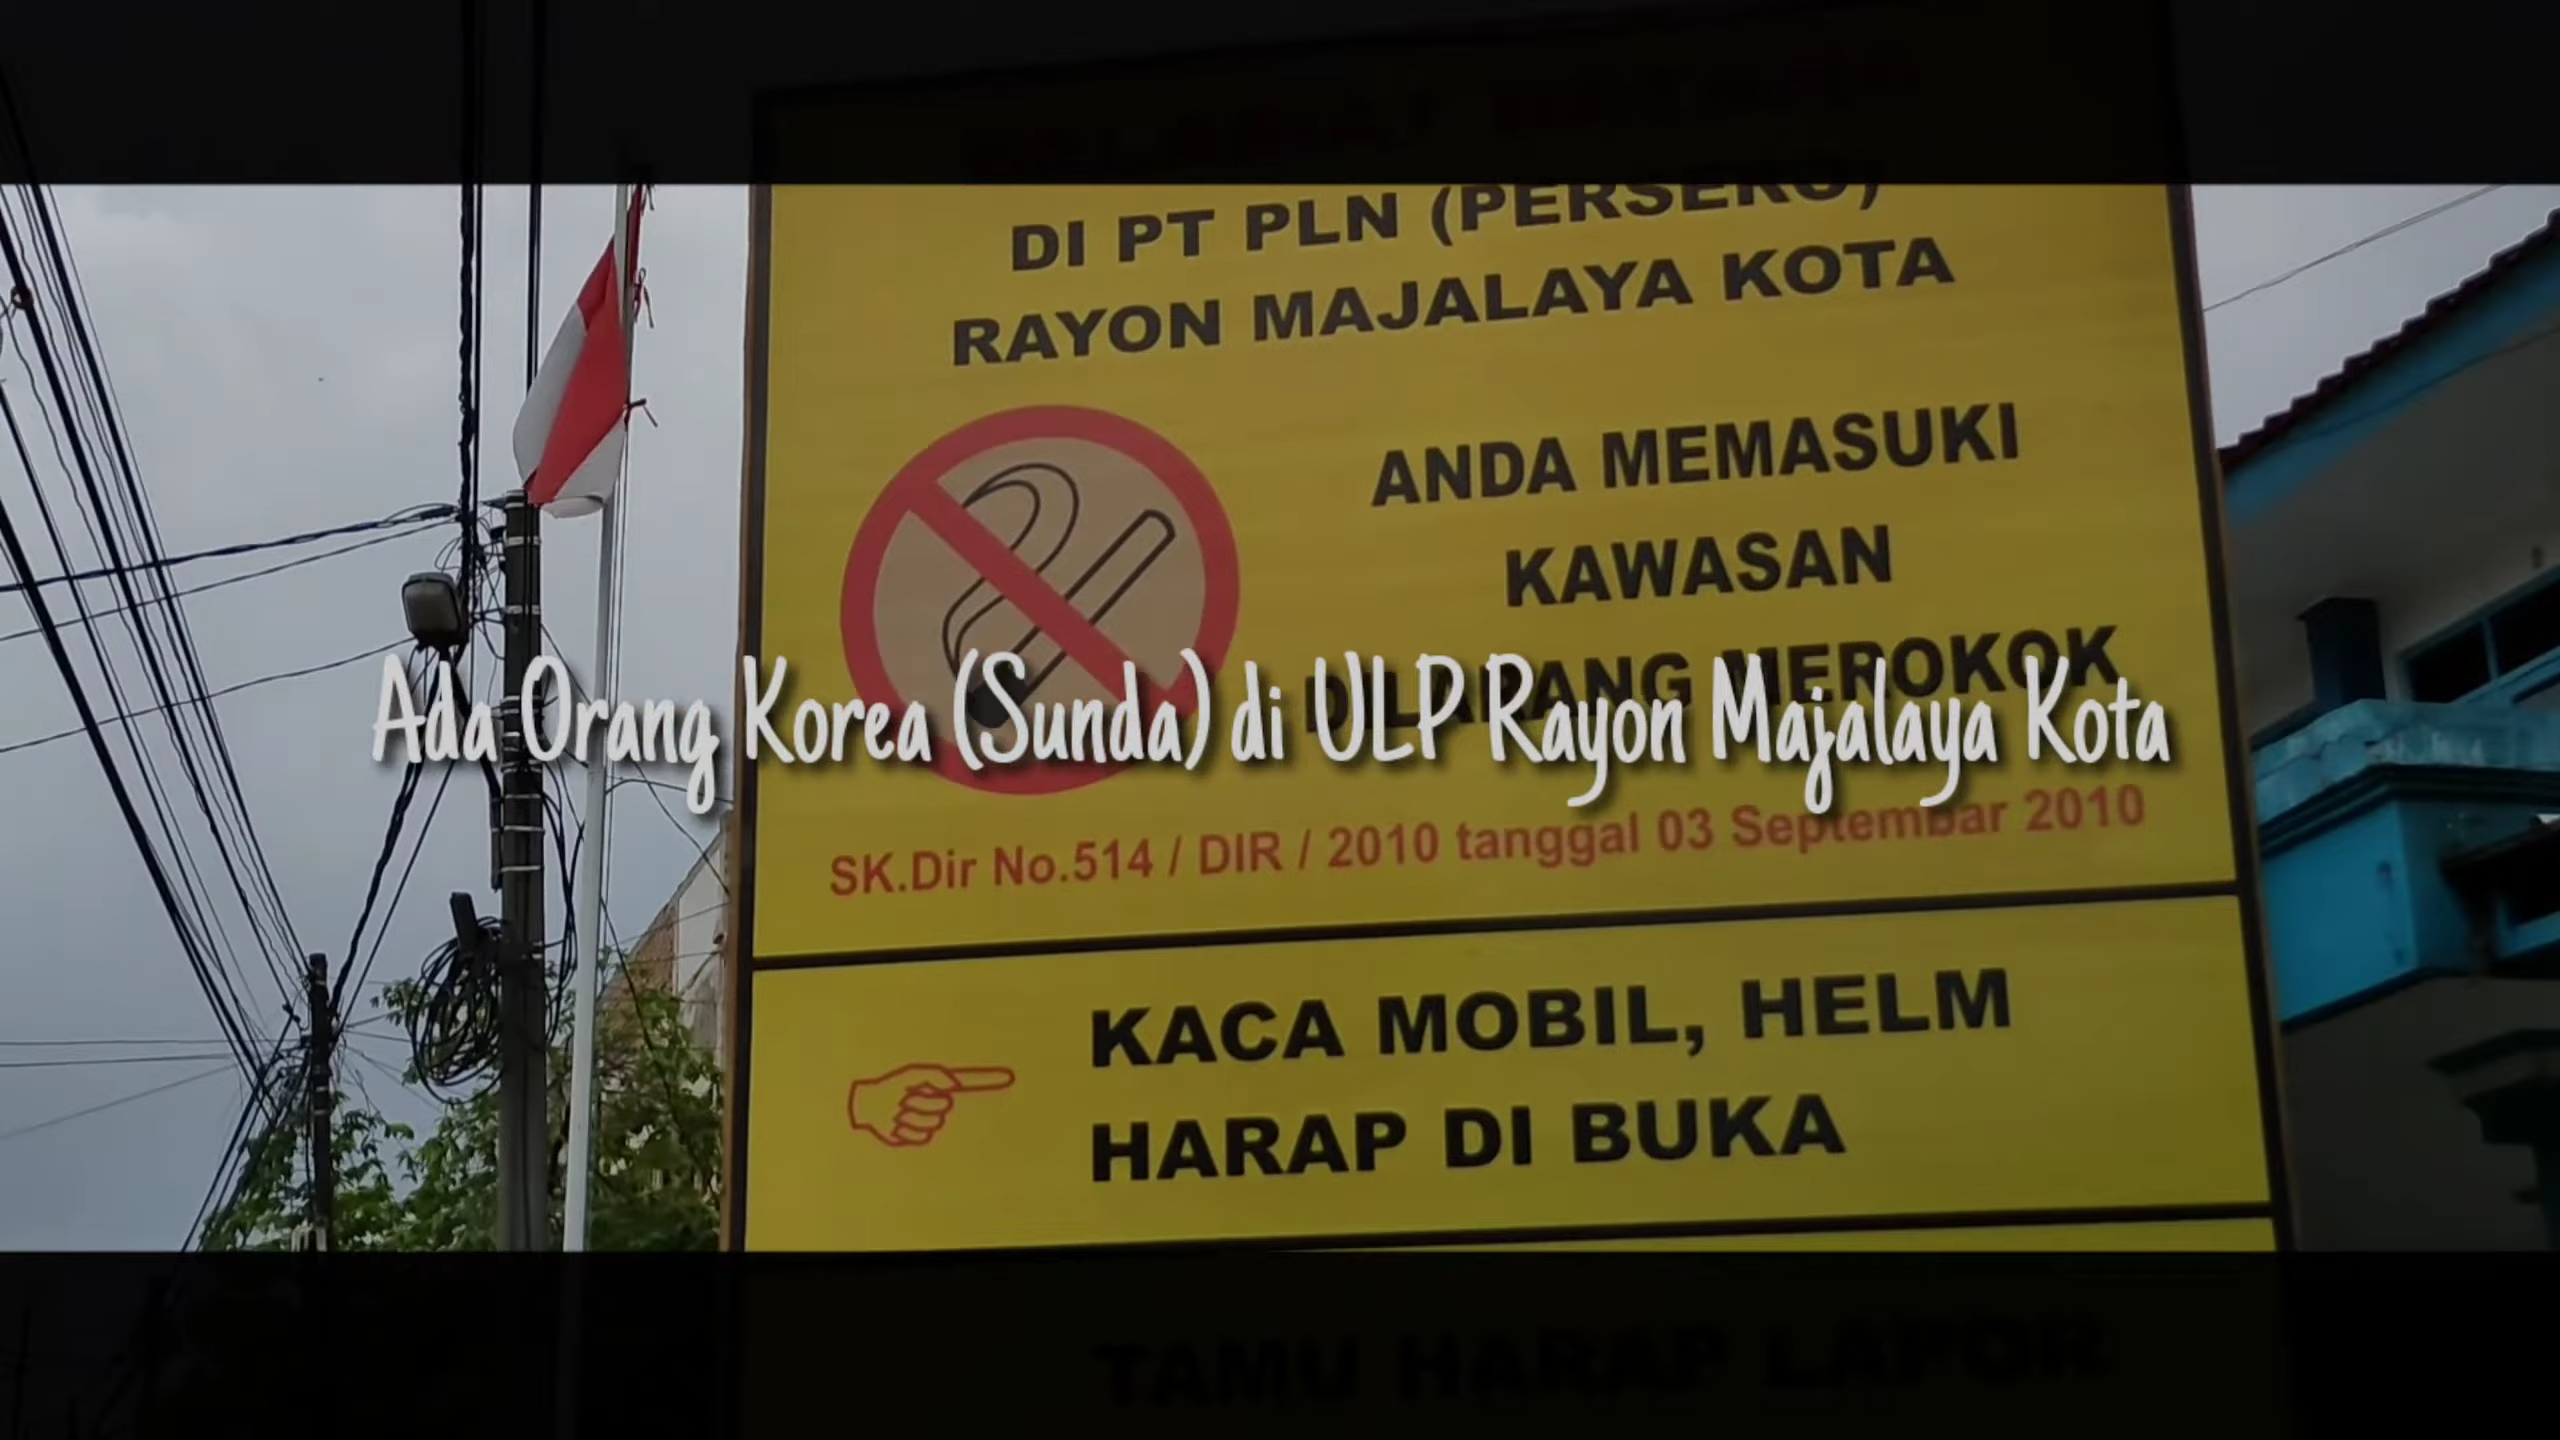 DI PT PLN (PERSERO)
RAYON MAJALAYA KOTA
ANDA MEMASUKI
KAWASAN
DILARANG MEROKOK
Ada Orang Korea (Sunda) di ULP Rayon Majalaya Kota
SK.Dir No.514 / DIR / 2010 tanggal 03 Septembar 2010
KACA MOBIL, HELM
HARAP DI BUKA
TAMU HARAP LAPOR